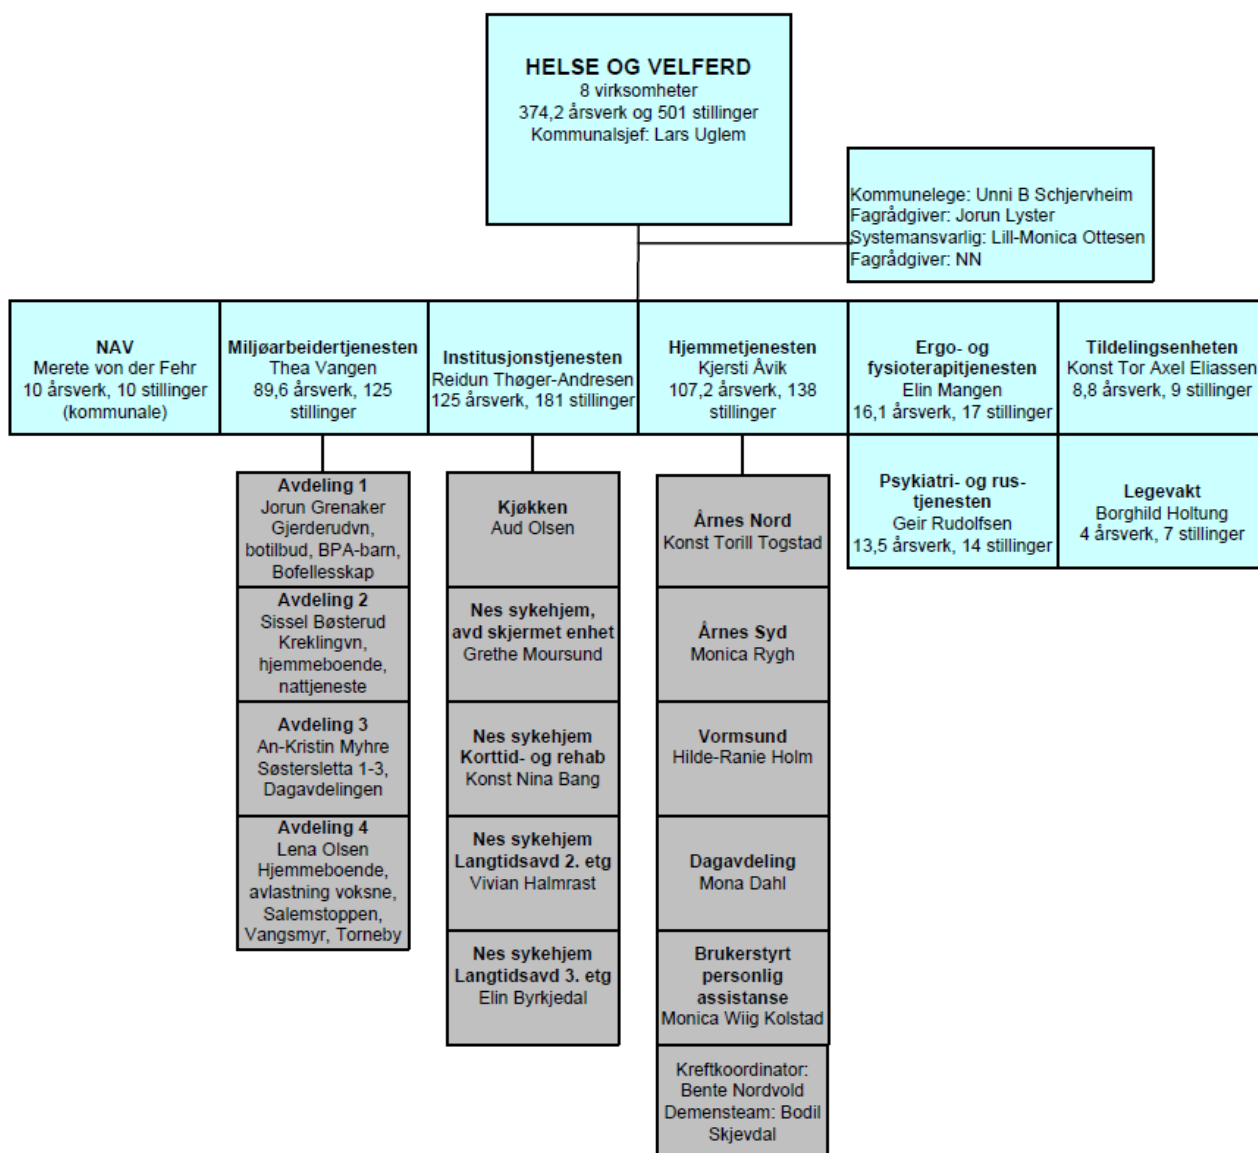 HELSE OG VELFERD
8 virksomheter
374,2 årsverk og 501 stillinger
Kommunalsjef: Lars Uglem
Kommunelege: Unni B Schjervheim
Fagrådgiver: Jorun Lyster
Systemansvarlig: Lill-Monica Ottesen
Fagrådgiver: NN
NAV
Merete von der Fehr
10 årsverk, 10 stillinger
(kommunale)
Miljøarbeidertjenesten
Thea Vangen
89,6 årsverk, 125
stillinger
Institusjonstjenesten
Reidun Thøger-Andresen
125 årsverk, 181 stillinger
Hjemmetjenesten
Kjersti Åvik
107,2 årsverk, 138
stillinger
Ergo- og
fysioterapitjenesten
Elin Mangen
16,1 årsverk, 17 stillinger
Tildelingsenheten
Konst Tor Axel Eliassen
8,8 årsverk, 9 stillinger
Psykiatri- og rus-
tjenesten
Geir Rudolfsen
13,5 årsverk, 14 stillinger
Legevakt
Borghild Holtung
4 årsverk, 7 stillinger
Avdeling 1
Jorun Grenaker
Gjerderudvn,
botilbud, BPA-barn,
Bofellesskap
Avdeling 2
Sissel Bøsterud
Kreklingvn,
hjemmeboende,
nattjeneste
Avdeling 3
An-Kristin Myhre
Søstersletta 1-3,
Dagavdelingen
Avdeling 4
Lena Olsen
Hjemmeboende,
avlastning voksne,
Salemstoppen,
Vangsmyr, Torneby
Kjøkken
Aud Olsen
Nes sykehjem,
avd skjermet enhet
Grethe Moursund
Nes sykehjem
Korttid- og rehab
Konst Nina Bang
Nes sykehjem
Langtidsavd 2. etg
Vivian Halmrast
Nes sykehjem
Langtidsavd 3. etg
Elin Byrkjedal
Årnes Nord
Konst Torill Togstad
Årnes Syd
Monica Rygh
Vormsund
Hilde-Ranie Holm
Dagavdeling
Mona Dahl
Brukerstyrt
personlig
assistanse
Monica Wiig Kolstad
Kreftkoordinator:
Bente Nordvold
Demensteam: Bodil
Skjevdal